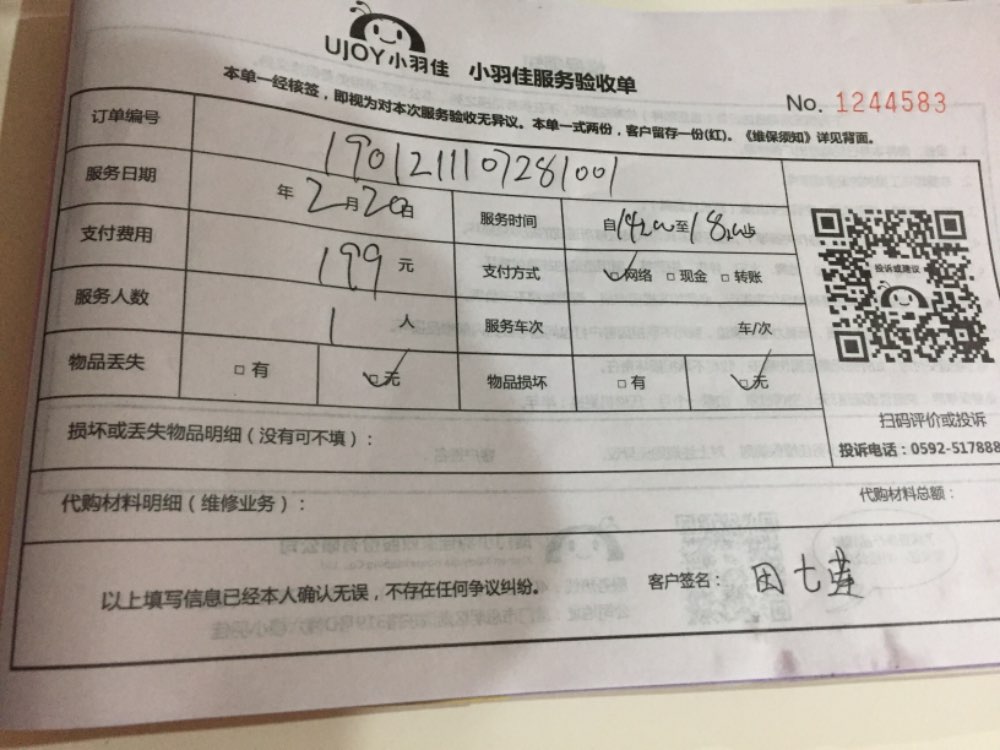 UJOY小羽佳 小羽佳服务验收单
No. 1244583
本单一经核签，即视为对本次服务验收无异议。本单一式两份，客户留存一份(红)。《维保须知》详见背面。
订单编号 1901211107281001
服务日期 年 2月20日 服务时间 自14:00至18:00
支付费用 199 元 支付方式 网络 现金 转账
服务人数 1 人 服务车次 车/次
物品丢失 有 无 物品损坏 有 无
投诉或建议
扫码评价或投诉
投诉电话：0592-517888
损坏或丢失物品明细（没有可不填）：
代购材料明细（维修业务）： 代购材料总额：
以上填写信息已经本人确认无误，不存在任何争议纠纷。 客户签名： 田七莲